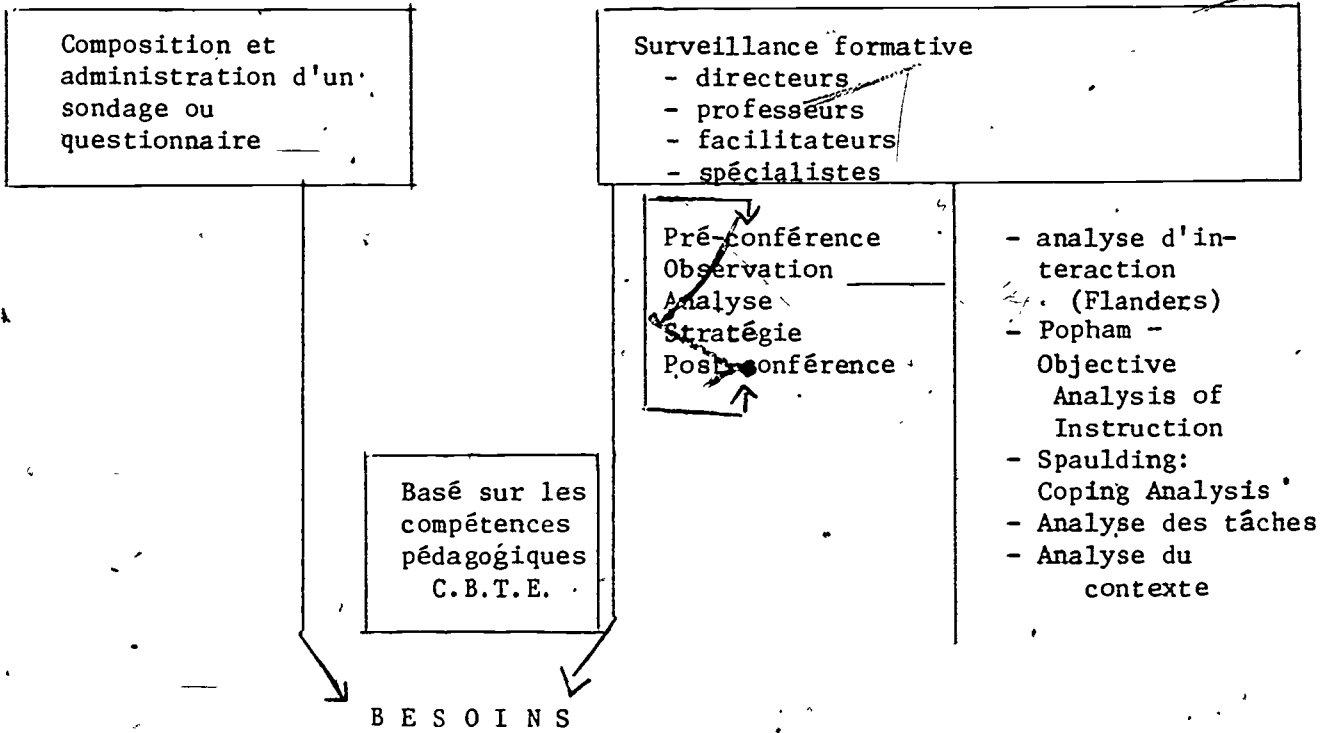 Composition et
administration d'un
sondage ou
questionnaire
Surveillance formative
- directeurs
- professeurs
- facilitateurs
- spécialistes
Pré-conférence
Observation
Analyse
Stratégie
Post-conférence
- analyse d'in-
teraction
(Flanders)
- Popham -
Objective
Analysis of
Instruction
- Spaulding:
Coping Analysis
- Analyse des tâches
- Analyse du
contexte
Basé sur les
compétences
pédagogiques
C.B.T.E.
B E S O I N S